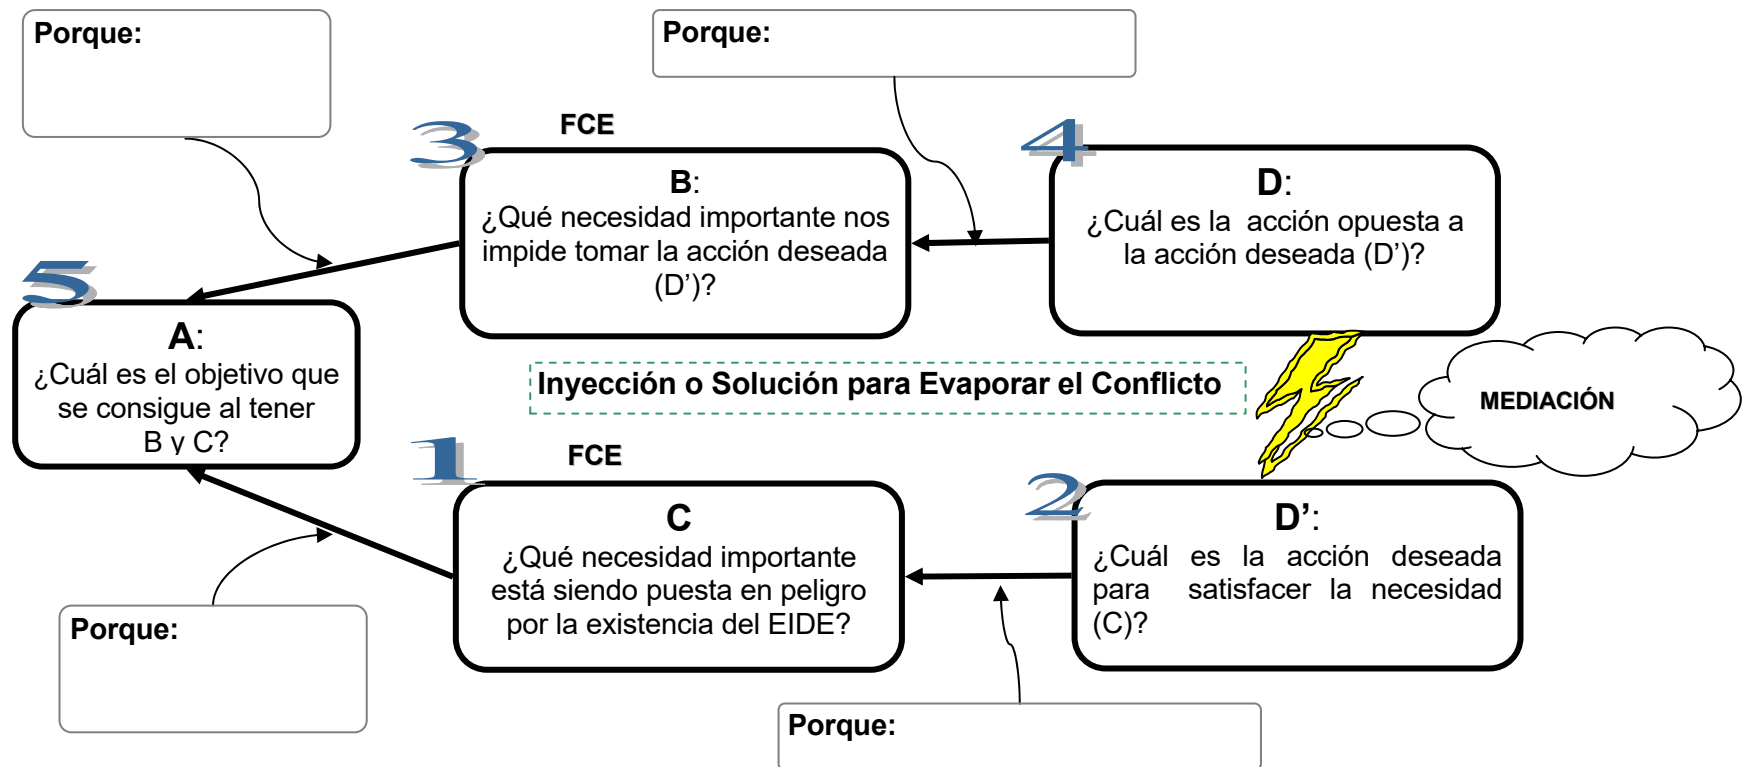 Porque:
Porque:
3
FCE
4
B:
¿Qué necesidad importante nos
impide tomar la acción deseada
(D’)?
D:
¿Cuál es la acción opuesta a
la acción deseada (D’)?
5
A:
¿Cuál es el objetivo que
se consigue al tener
B y C?
Inyección o Solución para Evaporar el Conflicto
MEDIACIÓN
1
FCE
2
C
¿Qué necesidad importante
está siendo puesta en peligro
por la existencia del EIDE?
D’:
¿Cuál es la acción deseada
para satisfacer la necesidad
(C)?
Porque:
Porque: